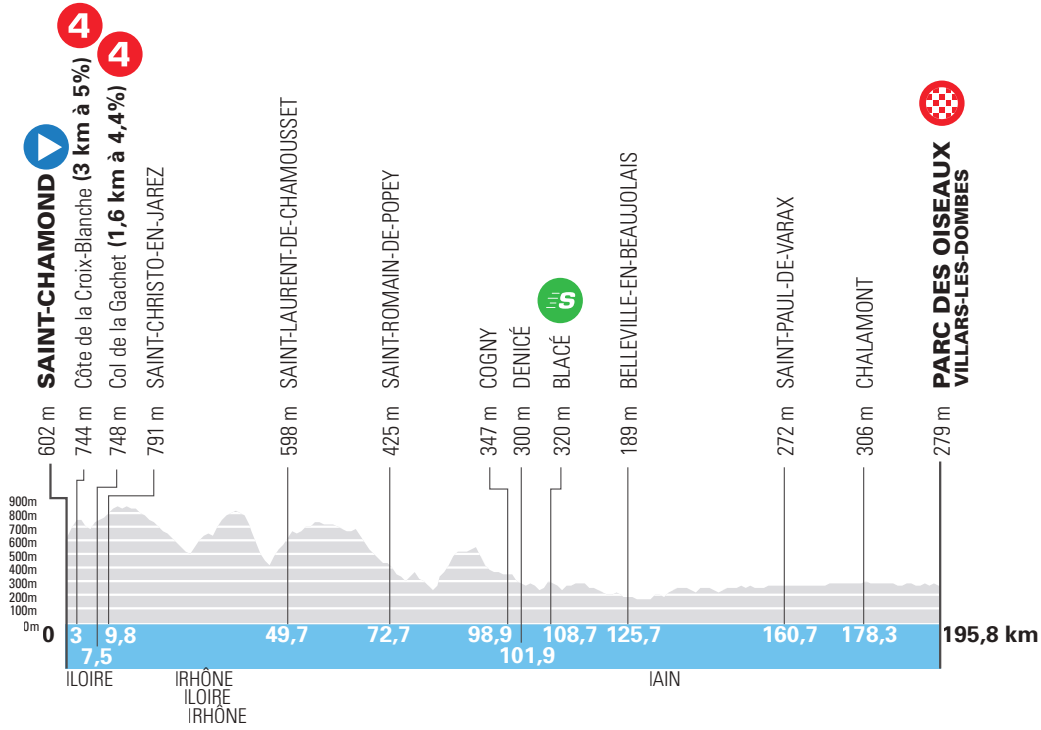 4
4
SAINT-CHAMOND
Côte de la Croix-Blanche (3 km à 5%)
Col de la Gachet (1,6 km à 4,4%)
SAINT-CHRISTO-EN-JAREZ
SAINT-LAURENT-DE-CHAMOUSSET
SAINT-ROMAIN-DE-POPEY
COGNY
DENICÉ
S
BLACÉ
BELLEVILLE-EN-BEAUJOLAIS
SAINT-PAUL-DE-VARAX
CHALAMONT
PARC DES OISEAUX
VILLARS-LES-DOMBES
602 m
744 m
748 m
791 m
598 m
425 m
347 m
300 m
320 m
189 m
272 m
306 m
279 m
900m
800m
700m
600m
500m
400m
300m
200m
100m
0m
0
3
9,8
49,7
72,7
98,9
108,7
125,7
160,7
178,3
195,8 km
7,5
101,9
LOIRE
RHÔNE
AIN
LOIRE
RHÔNE